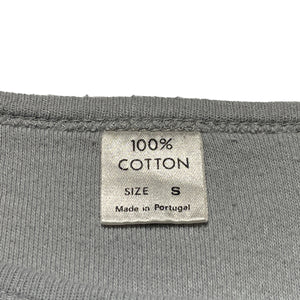 100%
COTTON
SIZE S
Made in Portugal